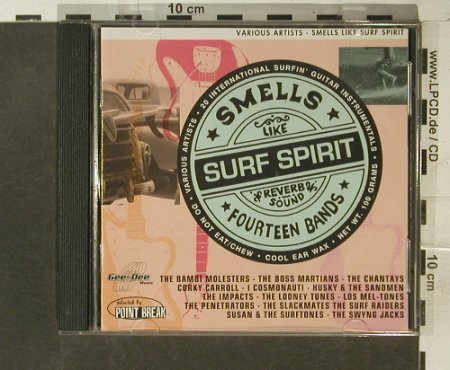 10 cm
VARIOUS ARTISTS - SMELLS LIKE SURF SPIRIT
VARIOUS ARTISTS • 20 INTERNATIONAL SURFIN' GUITAR INSTRUMENTALS
SMELLS
LIKE
SURF SPIRIT
REVERB
SOUND
FOURTEEN BANDS
DO NOT EAT/CHEW • COOL EAR WAX • NET WT. 100 GRAMS
Gee-Dee
Music
selected by
POINT BREAK
THE BAMBI MOLESTERS - THE BOSS MARTIANS - THE CHANTAYS
CORKY CARROLL - I COSMONAUTI - HUSKY & THE SANDMEN
THE IMPACTS - THE LOONEY TUNES - LOS MEL-TONES
THE PENETRATORS - THE SLACKMATES THE SURF RAIDERS
SUSAN & THE SURFTONES - THE SWYNG JACKS
www.LPCD.de / CD
10 cm